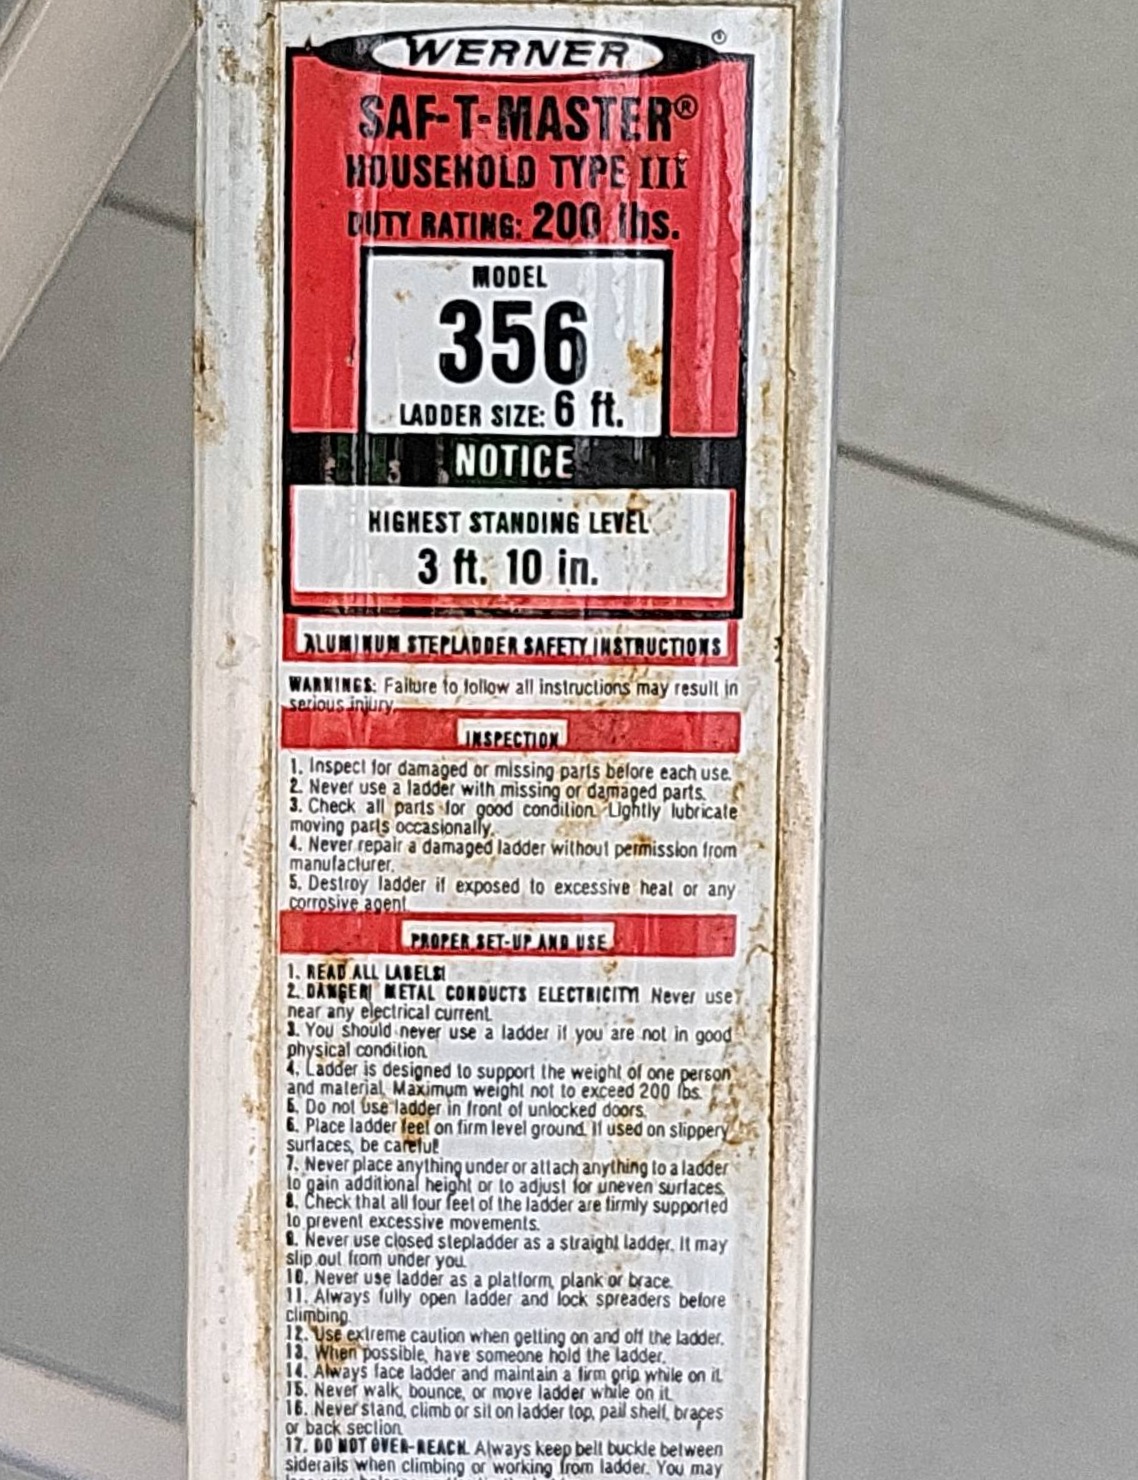 WERNER
SAF-T-MASTER®
HOUSEHOLD TYPE III
DUTY RATING: 200 lbs.
MODEL
356
LADDER SIZE: 6 ft.
NOTICE
HIGHEST STANDING LEVEL
3 ft. 10 in.
ALUMINUM STEPLADDER SAFETY INSTRUCTIONS
WARNINGS: Failure to follow all instructions may result in
serious injury.
INSPECTION
1. Inspect for damaged or missing parts before each use.
2. Never use a ladder with missing or damaged parts.
3. Check all parts for good condition. Lightly lubricate
moving parts occasionally.
4. Never repair a damaged ladder without permission from
manufacturer.
5. Destroy ladder if exposed to excessive heat or any
corrosive agent.
PROPER SET-UP AND USE
1. READ ALL LABELS!
2. DANGER! METAL CONDUCTS ELECTRICITY! Never use
near any electrical current.
3. You should never use a ladder if you are not in good
physical condition.
4. Ladder is designed to support the weight of one person
and material. Maximum weight not to exceed 200 lbs.
5. Do not use ladder in front of unlocked doors.
6. Place ladder feet on firm level ground. If used on slippery
surfaces, be careful!
7. Never place anything under or attach anything to a ladder
to gain additional height or to adjust for uneven surfaces.
8. Check that all four feet of the ladder are firmly supported
to prevent excessive movements.
9. Never use closed stepladder as a straight ladder. It may
slip out from under you.
10. Never use ladder as a platform, plank or brace.
11. Always fully open ladder and lock spreaders before
climbing.
12. Use extreme caution when getting on and off the ladder.
13. When possible, have someone hold the ladder.
14. Always face ladder and maintain a firm grip while on it.
15. Never walk, bounce, or move ladder while on it.
16. Never stand, climb or sit on ladder top, pail shelf, braces
or back section.
17. DO NOT OVER-REACH. Always keep belt buckle between
siderails when climbing or working from ladder. You may